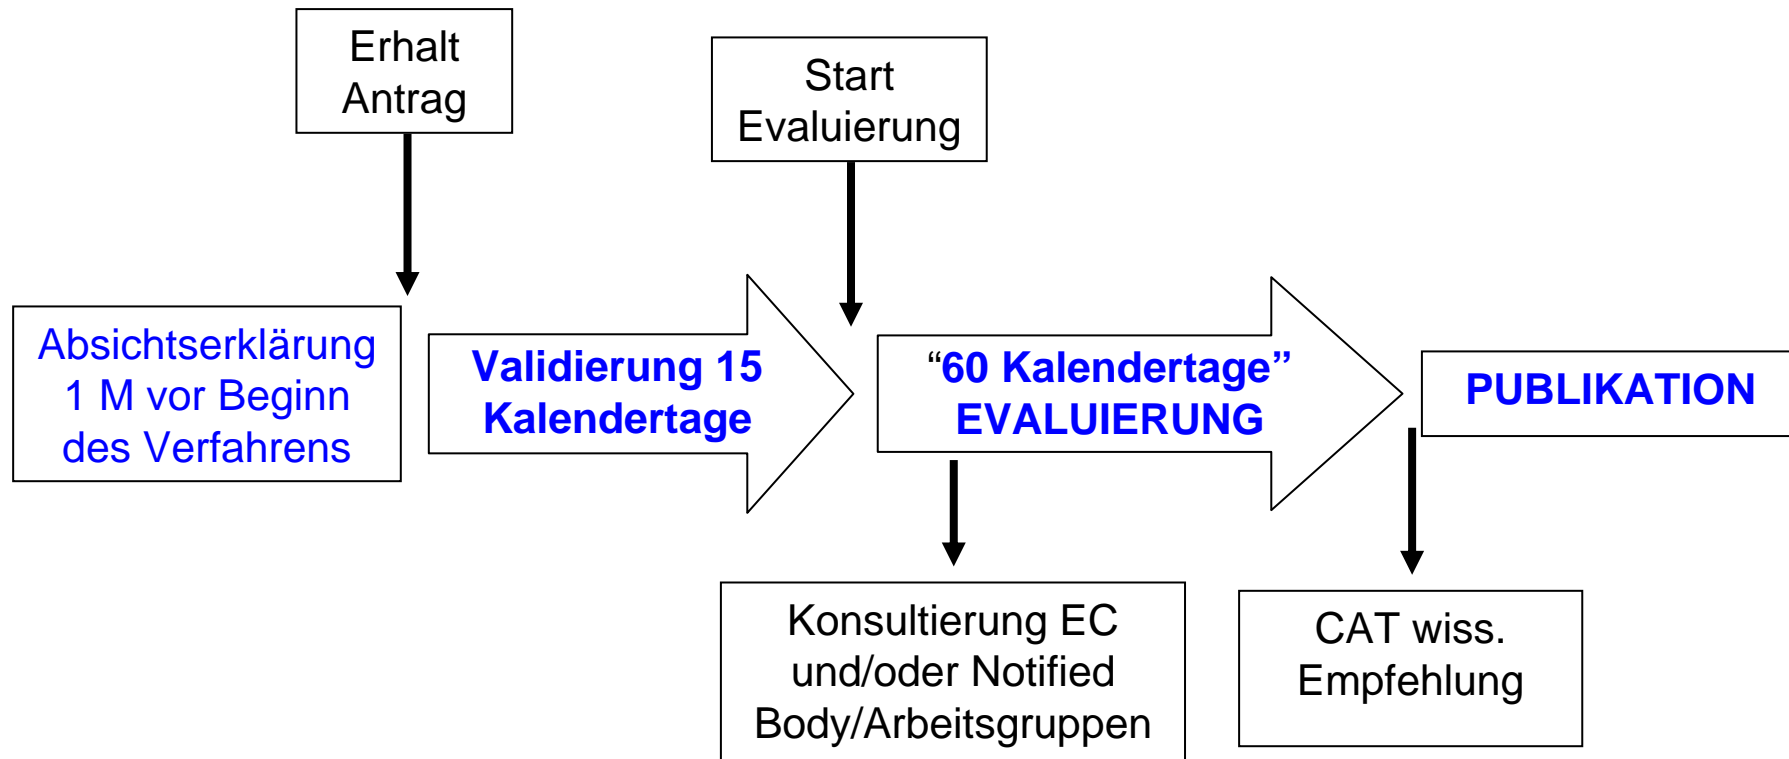 Erhalt
Antrag
Start
Evaluierung
Absichtserklärung
1 M vor Beginn
des Verfahrens
Validierung 15
Kalendertage
“60 Kalendertage”
EVALUIERUNG
PUBLIKATION
Konsultierung EC
und/oder Notified
Body/Arbeitsgruppen
CAT wiss.
Empfehlung